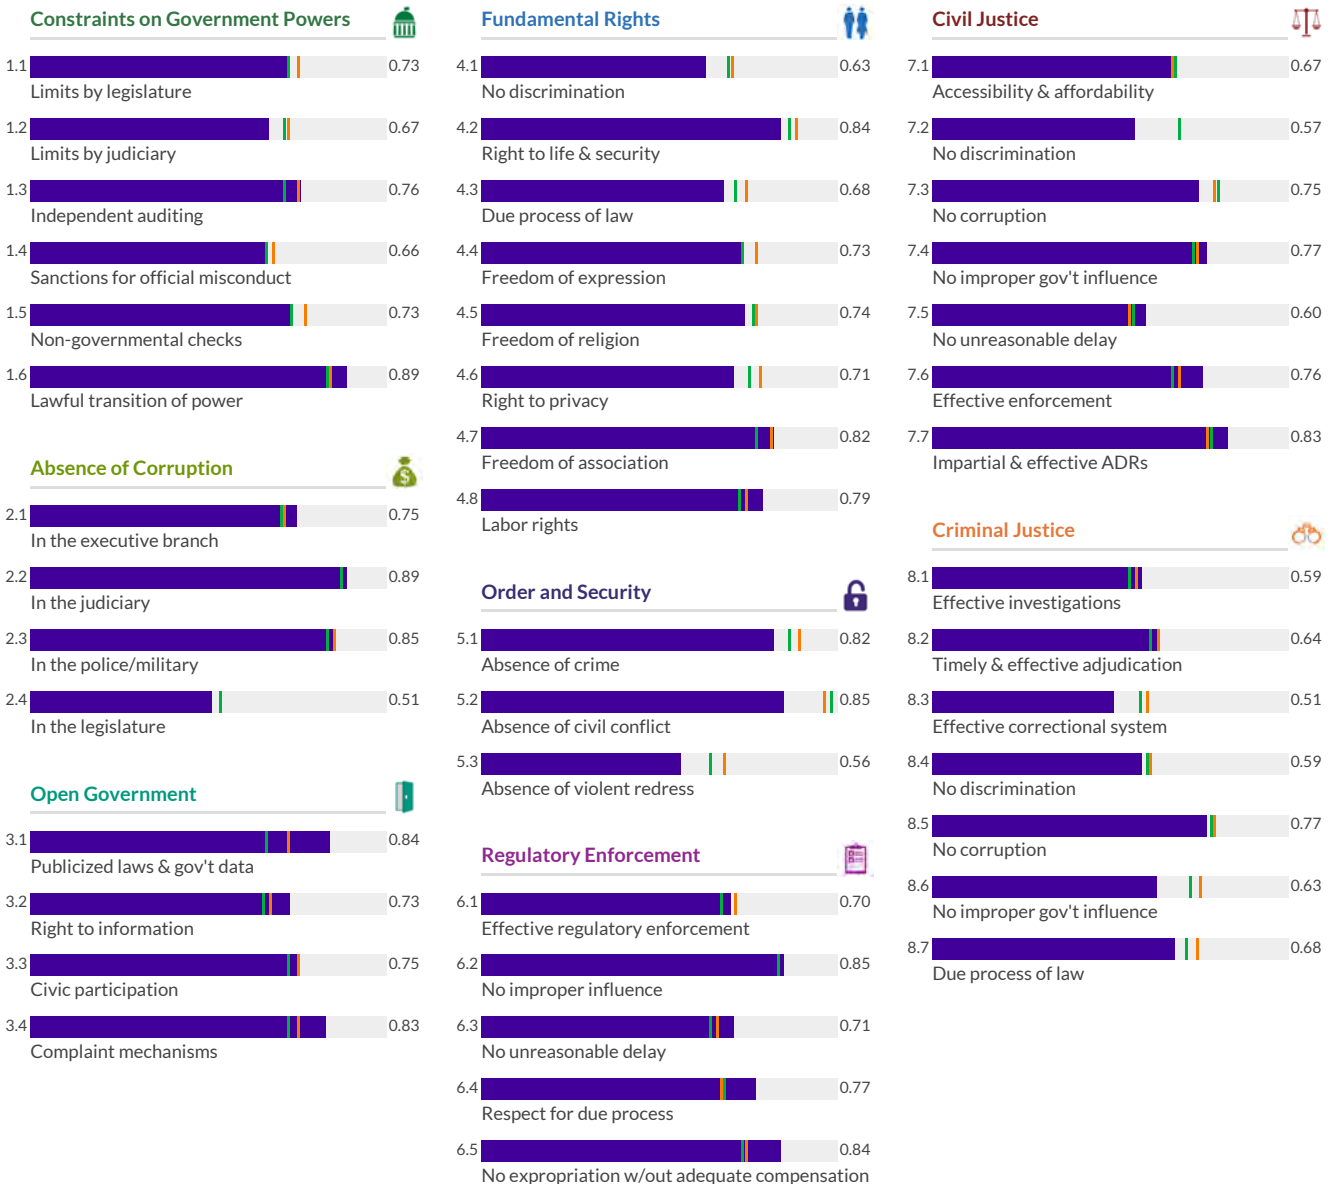 Constraints on Government Powers
1.1 0.73
Limits by legislature
1.2 0.67
Limits by judiciary
1.3 0.76
Independent auditing
1.4 0.66
Sanctions for official misconduct
1.5 0.73
Non-governmental checks
1.6 0.89
Lawful transition of power
Absence of Corruption
$
2.1 0.75
In the executive branch
2.2 0.89
In the judiciary
2.3 0.85
In the police/military
2.4 0.51
In the legislature
Open Government
3.1 0.84
Publicized laws & gov't data
3.2 0.73
Right to information
3.3 0.75
Civic participation
3.4 0.83
Complaint mechanisms
Fundamental Rights
4.1 0.63
No discrimination
4.2 0.84
Right to life & security
4.3 0.68
Due process of law
4.4 0.73
Freedom of expression
4.5 0.74
Freedom of religion
4.6 0.71
Right to privacy
4.7 0.82
Freedom of association
4.8 0.79
Labor rights
Order and Security
5.1 0.82
Absence of crime
5.2 0.85
Absence of civil conflict
5.3 0.56
Absence of violent redress
Regulatory Enforcement
6.1 0.70
Effective regulatory enforcement
6.2 0.85
No improper influence
6.3 0.71
No unreasonable delay
6.4 0.77
Respect for due process
6.5 0.84
No expropriation w/out adequate compensation
Civil Justice
7.1 0.67
Accessibility & affordability
7.2 0.57
No discrimination
7.3 0.75
No corruption
7.4 0.77
No improper gov't influence
7.5 0.60
No unreasonable delay
7.6 0.76
Effective enforcement
7.7 0.83
Impartial & effective ADRs
Criminal Justice
8.1 0.59
Effective investigations
8.2 0.64
Timely & effective adjudication
8.3 0.51
Effective correctional system
8.4 0.59
No discrimination
8.5 0.77
No corruption
8.6 0.63
No improper gov't influence
8.7 0.68
Due process of law